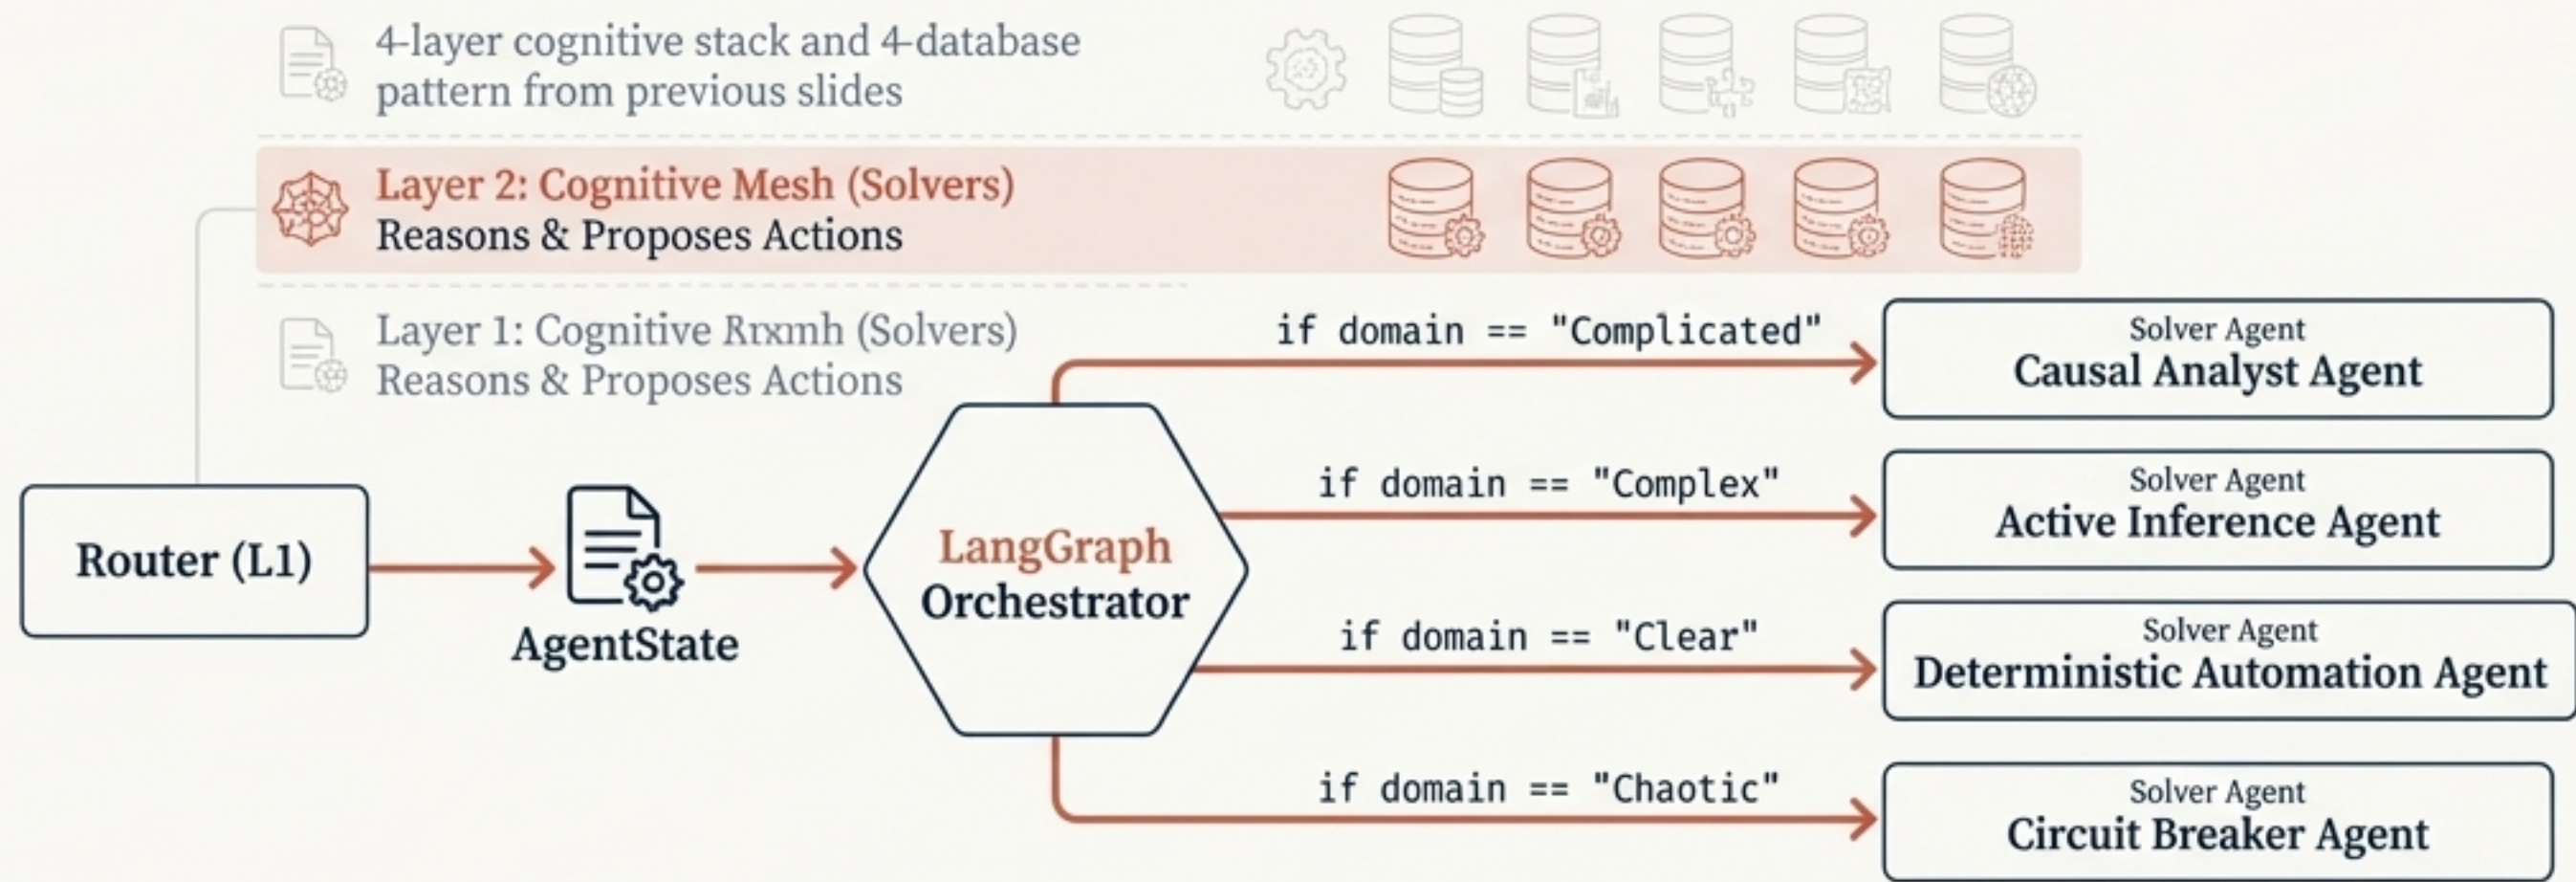 4-layer cognitive stack and 4-database
pattern from previous slides
Layer 2: Cognitive Mesh (Solvers)
Reasons & Proposes Actions
Layer 1: Cognitive Rrxmh (Solvers)
Reasons & Proposes Actions
Router (L1)
AgentState
LangGraph
Orchestrator
if domain == "Complicated"
Solver Agent
Causal Analyst Agent
if domain == "Complex"
Solver Agent
Active Inference Agent
if domain == "Clear"
Solver Agent
Deterministic Automation Agent
if domain == "Chaotic"
Solver Agent
Circuit Breaker Agent